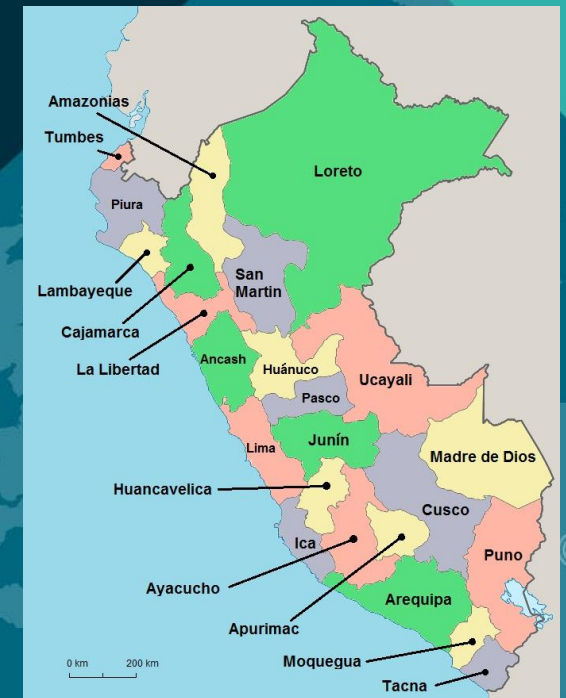 Amazonias
Tumbes
Loreto
Piura
San
Martin
Lambayeque
Cajamarca
La Libertad
Ancash
Huánuco
Ucayali
Pasco
Lima
Junín
Madre de Dios
Huancavelica
Cusco
Ica
Puno
Ayacucho
Arequipa
Apurimac
Moquegua
0 km 200 km
Tacna